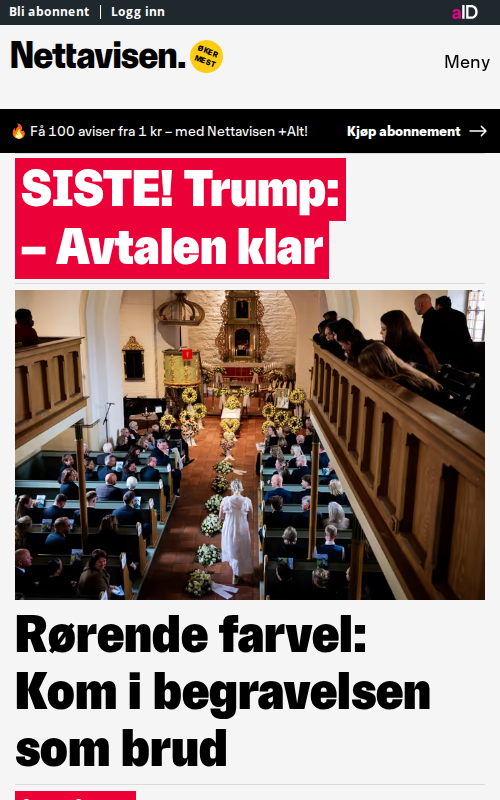 Bli abonnent | Logg inn
aID
Nettavisen.
ØKER
MEST
Meny
Få 100 aviser fra 1 kr – med Nettavisen +Alt!
Kjøp abonnement
SISTE! Trump:
– Avtalen klar
Rørende farvel:
Kom i begravelsen
som brud